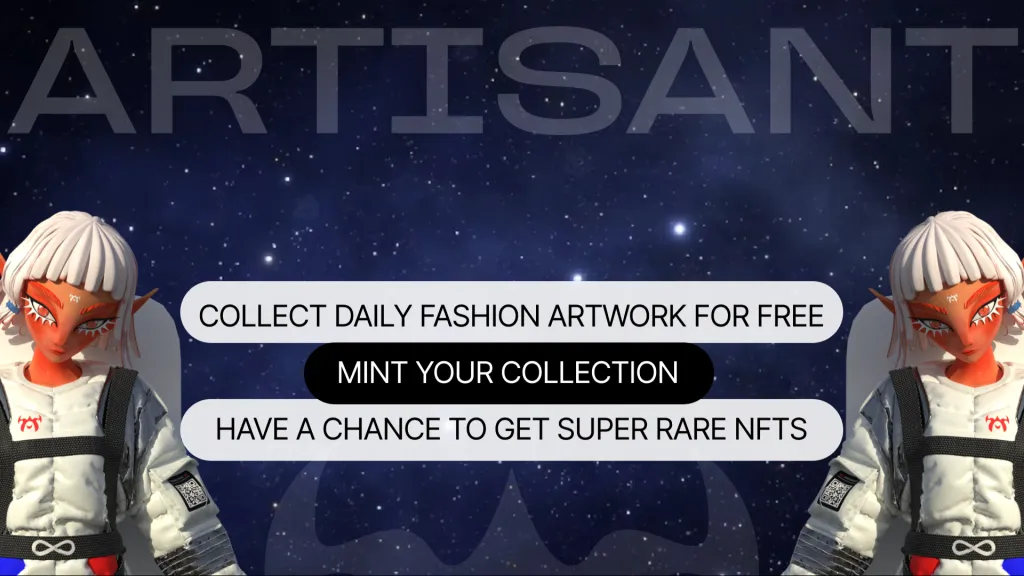 ARTISANT
COLLECT DAILY FASHION ARTWORK FOR FREE
MINT YOUR COLLECTION
HAVE A CHANCE TO GET SUPER RARE NFTS